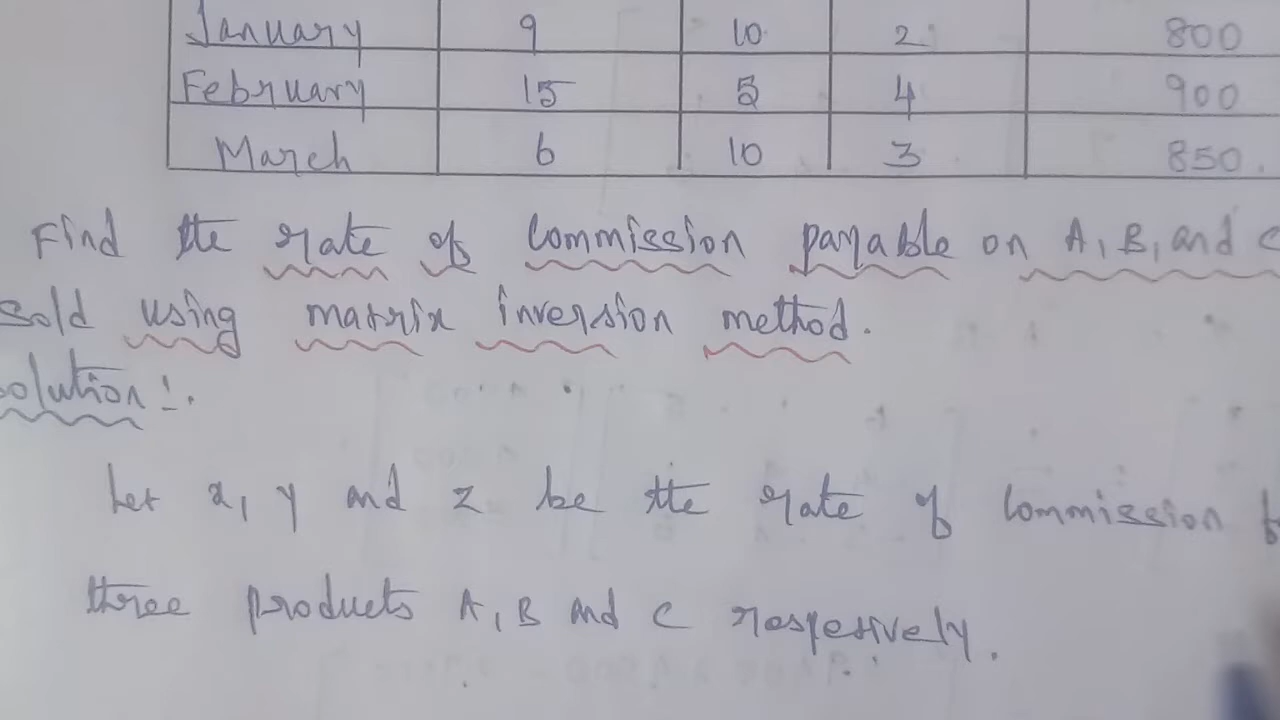 January 9 10 2 800
February 15 5 4 900
March 6 10 3 850.
Find the rate of commission payable on A, B, and C
sold using matrix inversion method.
olution:.
Let x, y and z be the rate of commission
three products A, B and C respesively.